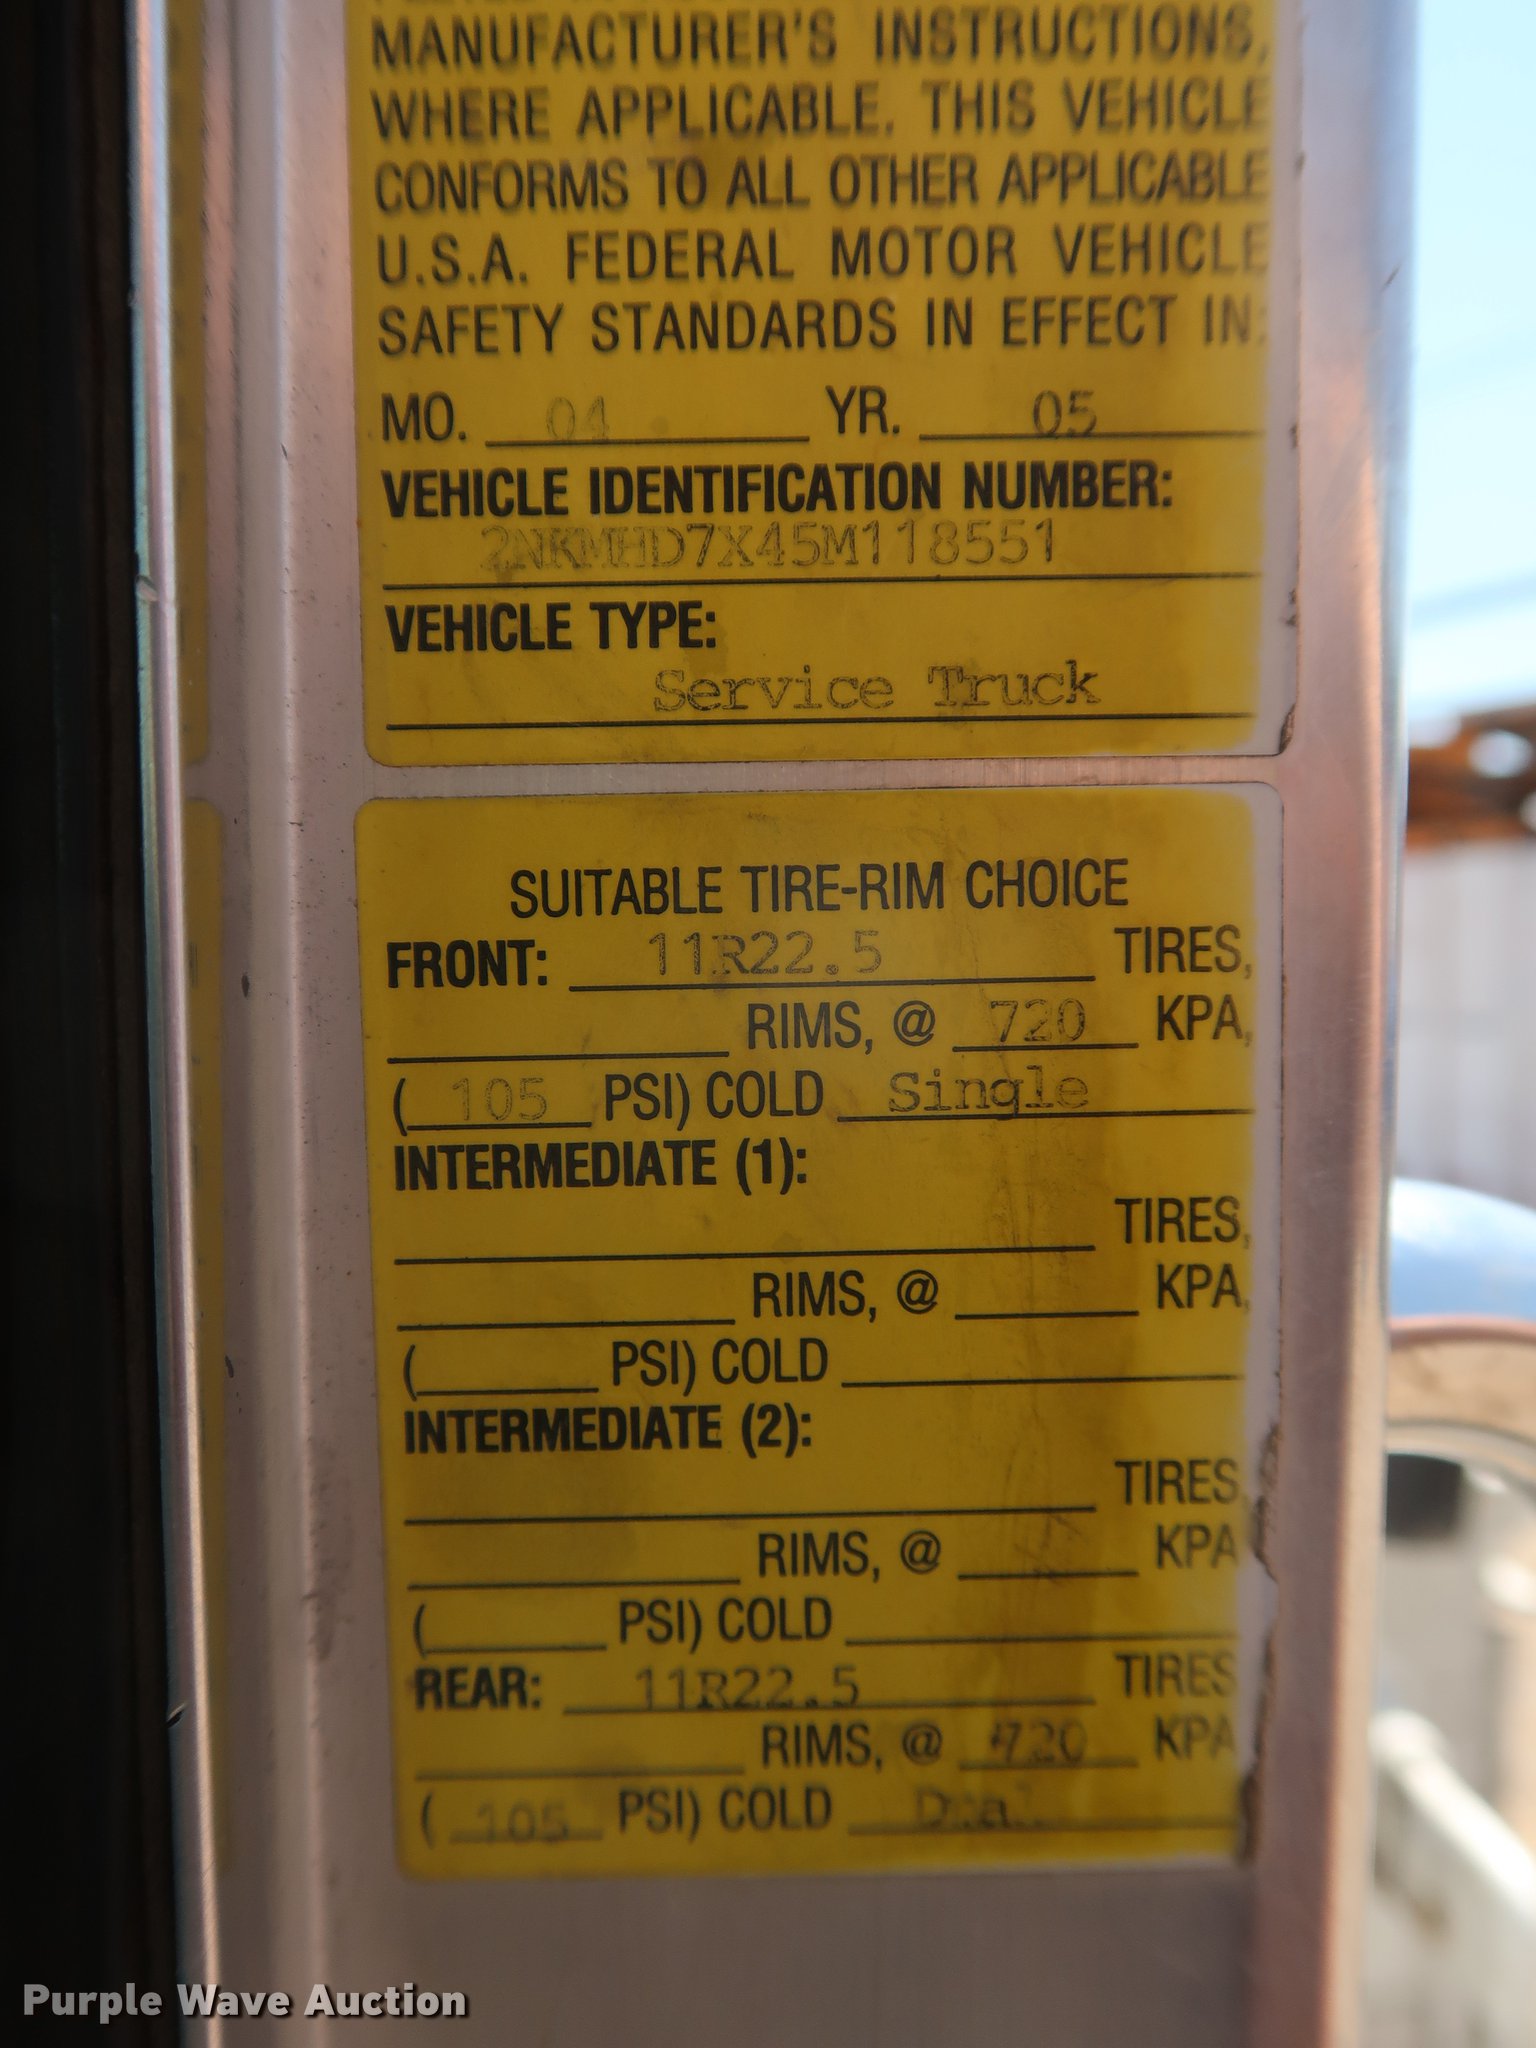 MANUFACTURER'S INSTRUCTIONS,
WHERE APPLICABLE. THIS VEHICLE
CONFORMS TO ALL OTHER APPLICABLE
U.S.A. FEDERAL MOTOR VEHICLE
SAFETY STANDARDS IN EFFECT IN:
MO. 04 YR. 05
VEHICLE IDENTIFICATION NUMBER:
2NKMHD7X45M118551
VEHICLE TYPE:
Service Truck
SUITABLE TIRE-RIM CHOICE
FRONT: 11R22.5 TIRES,
RIMS, @ 720 KPA,
(105 PSI) COLD Single
INTERMEDIATE (1):
TIRES,
RIMS, @ KPA,
( PSI) COLD
INTERMEDIATE (2):
TIRES
RIMS, @ KPA
( PSI) COLD
REAR: 11R22.5 TIRES
RIMS, @ 720 KPA
(105 PSI) COLD
Purple Wave Auction